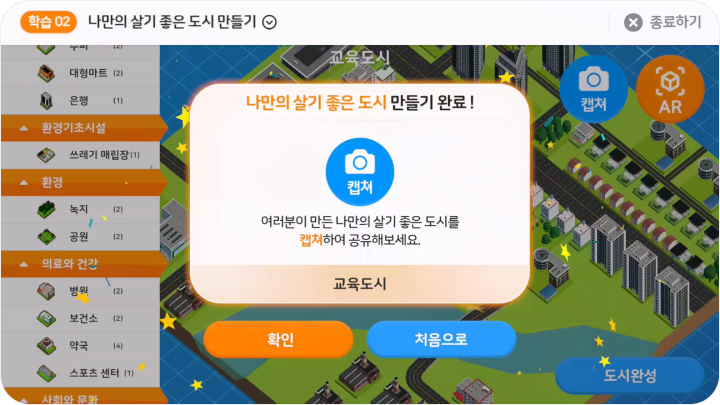 학습 02 나만의 살기 좋은 도시 만들기
종료하기
(2)
대형마트 (2)
은행 (1)
환경기초시설
쓰레기 매립장(1)
환경
녹지 (2)
공원 (2)
의료와 건강
병원 (2)
보건소 (2)
약국 (4)
스포츠 센터 (1)
사회와 문화
교육도시
캡쳐
AR
나만의 살기 좋은 도시 만들기 완료!
캡쳐
여러분이 만든 나만의 살기 좋은 도시를
캡쳐하여 공유해보세요.
교육도시
확인
처음으로
도시완성